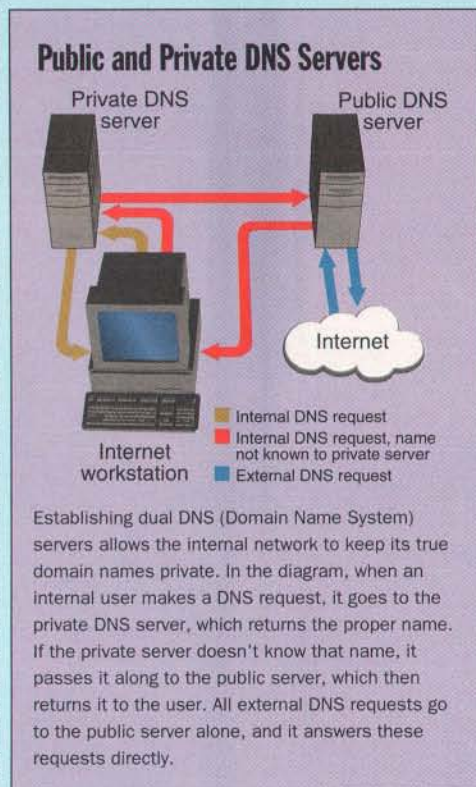 Public and Private DNS Servers
Private DNS
server
Public DNS
server
Internet
Internet
workstation
Internal DNS request
Internal DNS request, name
not known to private server
External DNS request
Establishing dual DNS (Domain Name System)
servers allows the internal network to keep its true
domain names private. In the diagram, when an
internal user makes a DNS request, it goes to the
private DNS server, which returns the proper name.
If the private server doesn't know that name, it
passes it along to the public server, which then
returns it to the user. All external DNS requests go
to the public server alone, and it answers these
requests directly.